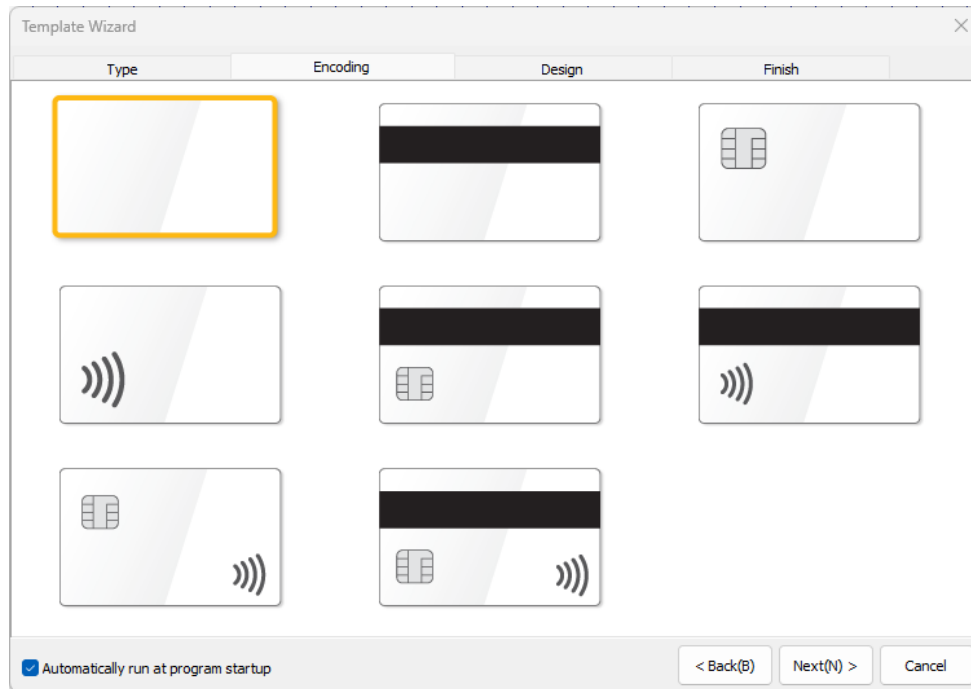 Template Wizard
Type
Encoding
Design
Finish
Automatically run at program startup
< Back(B)
Next(N) >
Cancel